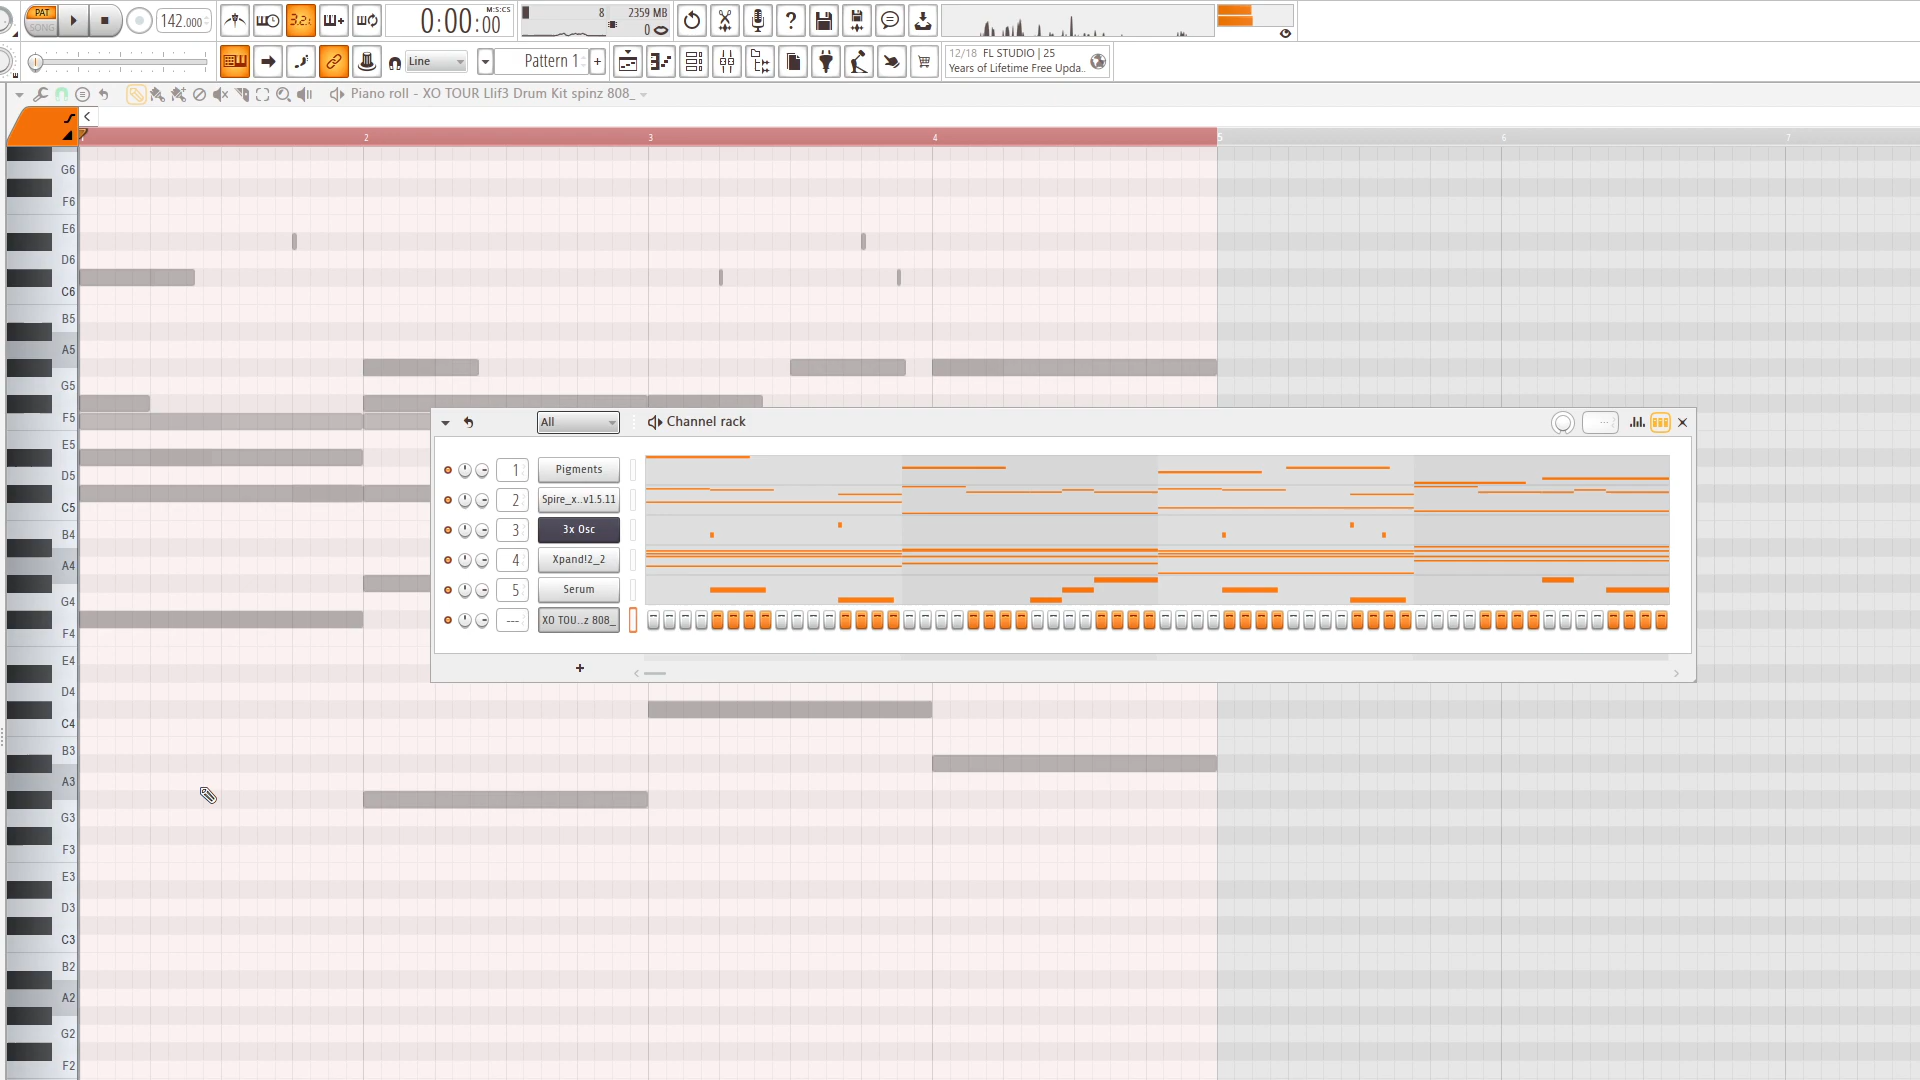 PAT
SONG
142.000
3.2.
0:00:00
M:S:CS
8
2359 MB
0
Line
Pattern 1
+
12/18 FL STUDIO | 25
Years of Lifetime Free Upda..
Piano roll - XO TOUR Llif3 Drum Kit spinz 808_
2 3 4 5 6 7
G6
F6
E6
D6
C6
B5
A5
G5
F5
E5
D5
C5
B4
A4
G4
F4
E4
D4
C4
B3
A3
G3
F3
E3
D3
C3
B2
A2
G2
F2
All
Channel rack
1 Pigments
2 Spire_x..v1.5.11
3 3x Osc
4 Xpand!2_2
5 Serum
--- XO TOU..z 808_
+